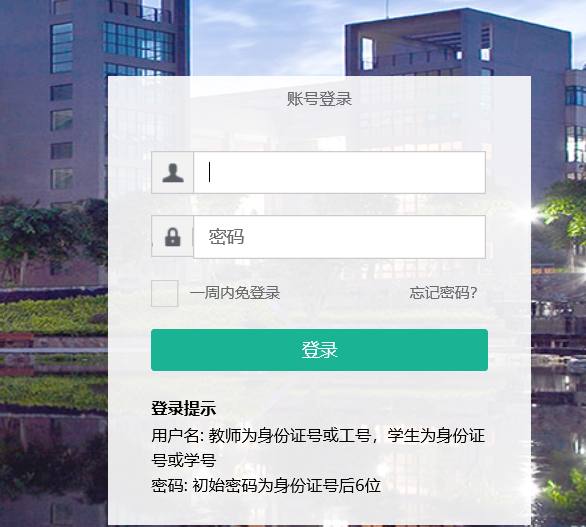 账号登录
密码
一周内免登录 忘记密码?
登录
登录提示
用户名: 教师为身份证号或工号，学生为身份证
号或学号
密码: 初始密码为身份证号后6位